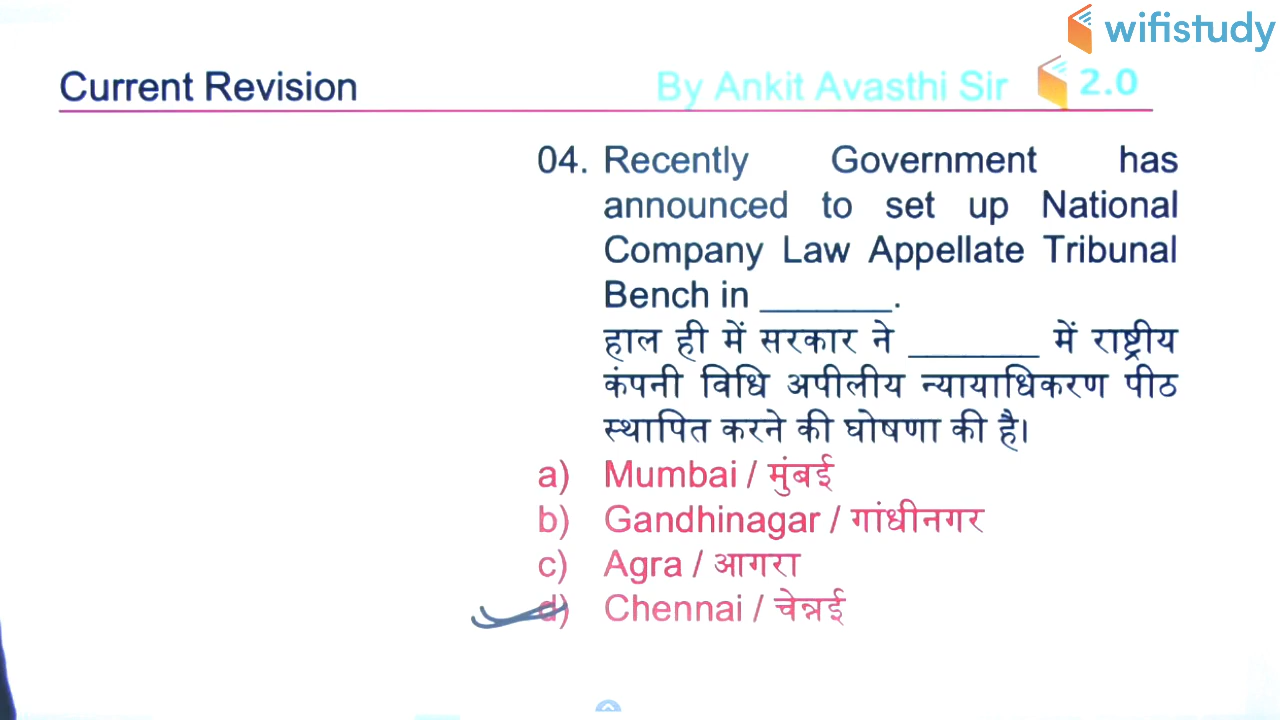 wifistudy
Current Revision
By Ankit Avasthi Sir
2.0
04. Recently Government has
announced to set up National
Company Law Appellate Tribunal
Bench in _______.
हाल ही में सरकार ने _______ में राष्ट्रीय
कंपनी विधि अपीलीय न्यायाधिकरण पीठ
स्थापित करने की घोषणा की है।
a) Mumbai / मुंबई
b) Gandhinagar / गांधीनगर
c) Agra / आगरा
d) Chennai / चेन्नई